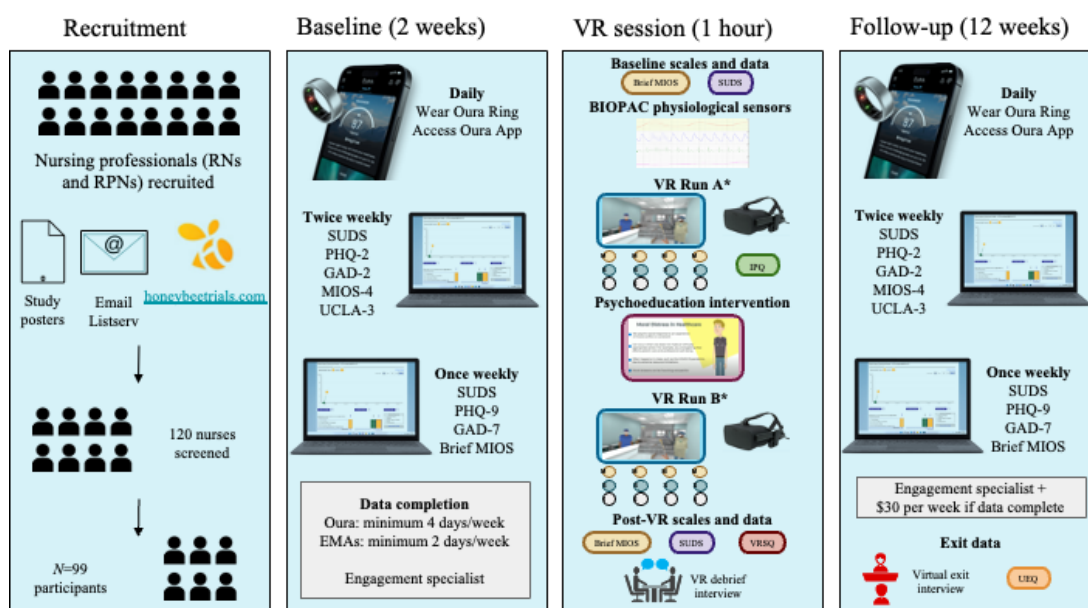 Recruitment
Nursing professionals (RNs
and RPNs) recruited
@
Study
posters
Email
Listserv
honeybeetrials.com
120 nurses
screened
N=99
participants
Baseline (2 weeks)
Daily
Wear Oura Ring
Access Oura App
Twice weekly
SUDS
PHQ-2
GAD-2
MIOS-4
UCLA-3
Once weekly
SUDS
PHQ-9
GAD-7
Brief MIOS
Data completion
Oura: minimum 4 days/week
EMAs: minimum 2 days/week
Engagement specialist
VR session (1 hour)
Baseline scales and data
Brief MIOS
SUDS
BIOPAC physiological sensors
VR Run A*
IPQ
Psychoeducation intervention
Moral Distress in Healthcare
VR Run B*
Post-VR scales and data
Brief MIOS
SUDS
VRSQ
VR debrief
interview
Follow-up (12 weeks)
Daily
Wear Oura Ring
Access Oura App
Twice weekly
SUDS
PHQ-2
GAD-2
MIOS-4
UCLA-3
Once weekly
SUDS
PHQ-9
GAD-7
Brief MIOS
Engagement specialist +
$30 per week if data complete
Exit data
Virtual exit
interview
UEQ